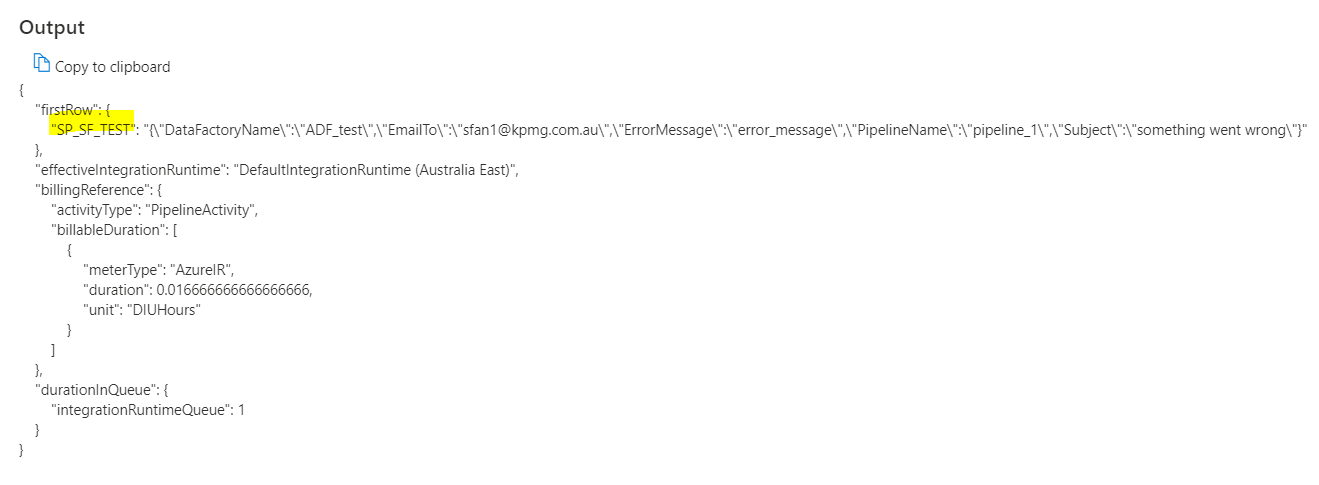 Output
Copy to clipboard
{
"firstRow": {
"SP_SF_TEST": "{\"DataFactoryName\":\"ADF_test\",\"EmailTo\":\"sfan1@kpmg.com.au\",\"ErrorMessage\":\"error_message\",\"PipelineName\":\"pipeline_1\",\"Subject\":\"something went wrong\"}"
},
"effectiveIntegrationRuntime": "DefaultIntegrationRuntime (Australia East)",
"billingReference": {
"activityType": "PipelineActivity",
"billableDuration": [
{
"meterType": "AzureIR",
"duration": 0.016666666666666666,
"unit": "DIUHours"
}
]
},
"durationInQueue": {
"integrationRuntimeQueue": 1
}
}